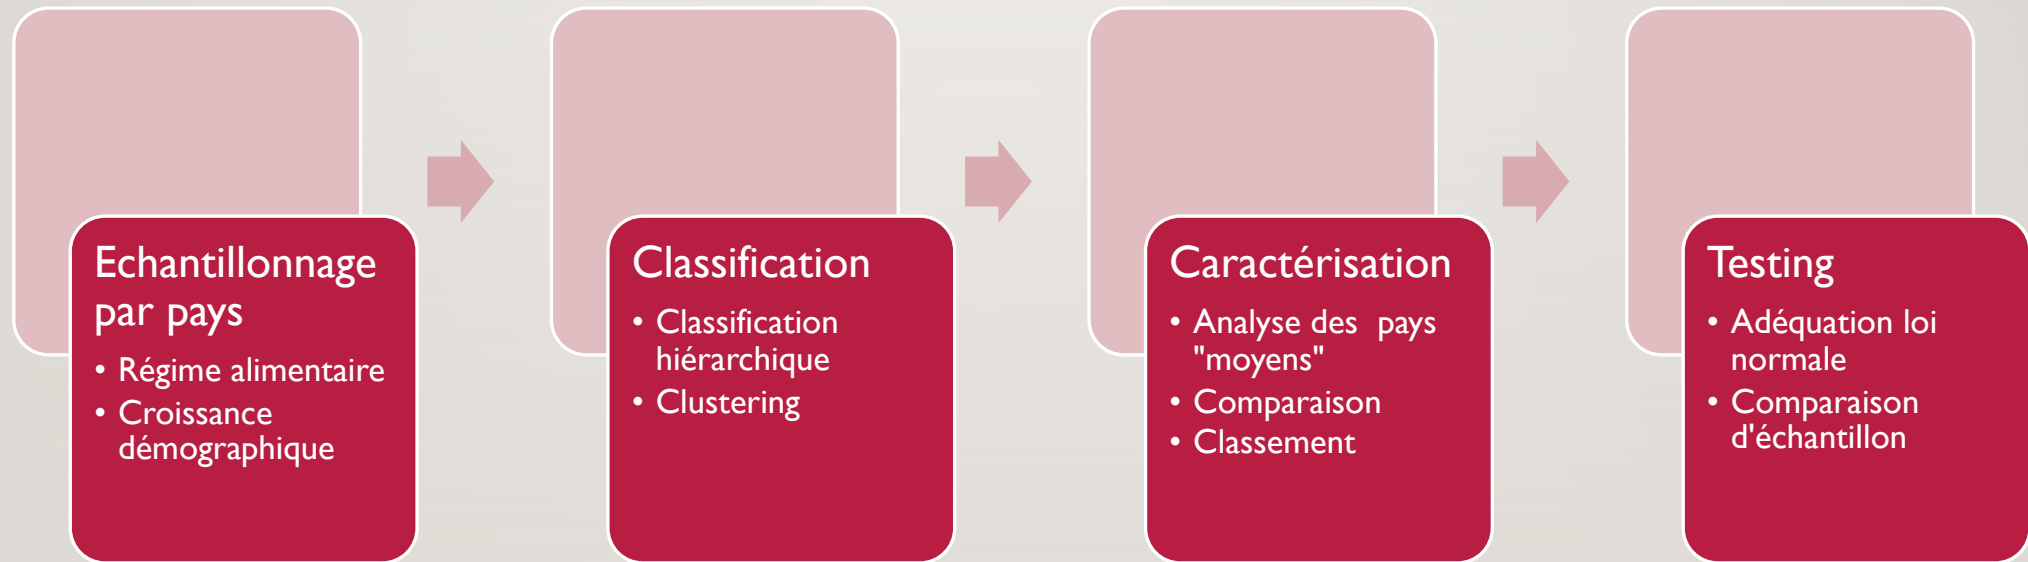 Echantillonnage
par pays
• Régime alimentaire
• Croissance
démographique
Classification
• Classification
hiérarchique
• Clustering
Caractérisation
• Analyse des  pays
"moyens"
• Comparaison
• Classement
Testing
• Adéquation loi
normale
• Comparaison
d'échantillon